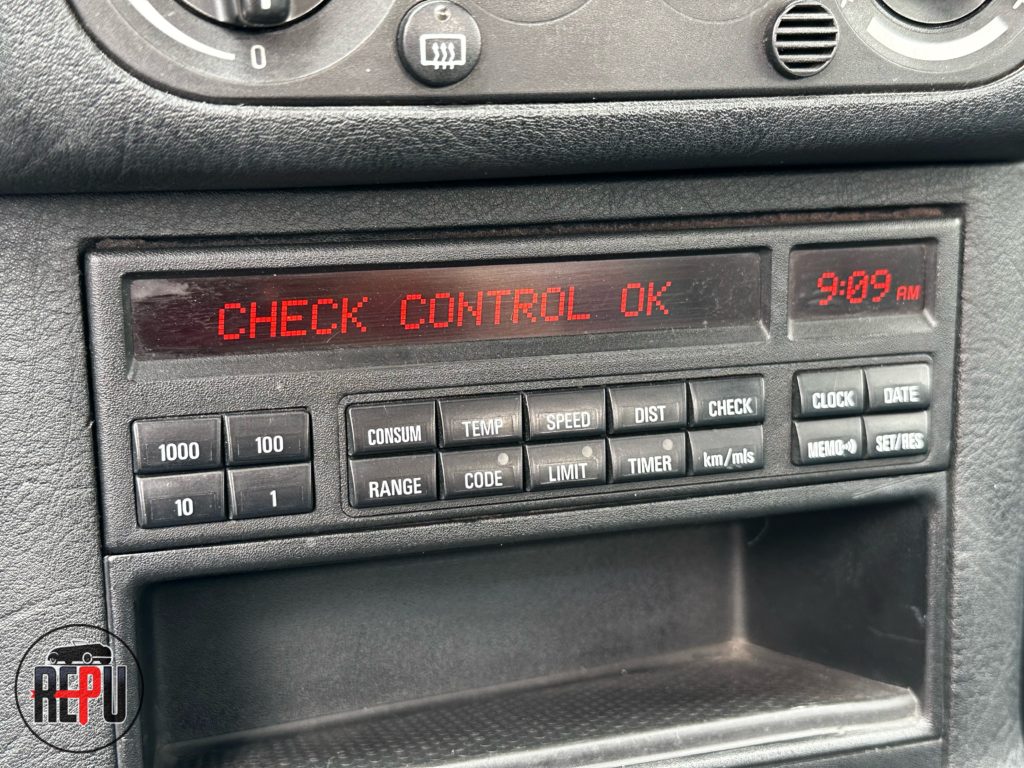 0
CHECK CONTROL OK
9:09 AM
1000 100
10 1
CONSUM TEMP SPEED DIST CHECK
RANGE CODE LIMIT TIMER km/mls
CLOCK DATE
MEMO SET/RES
REPU